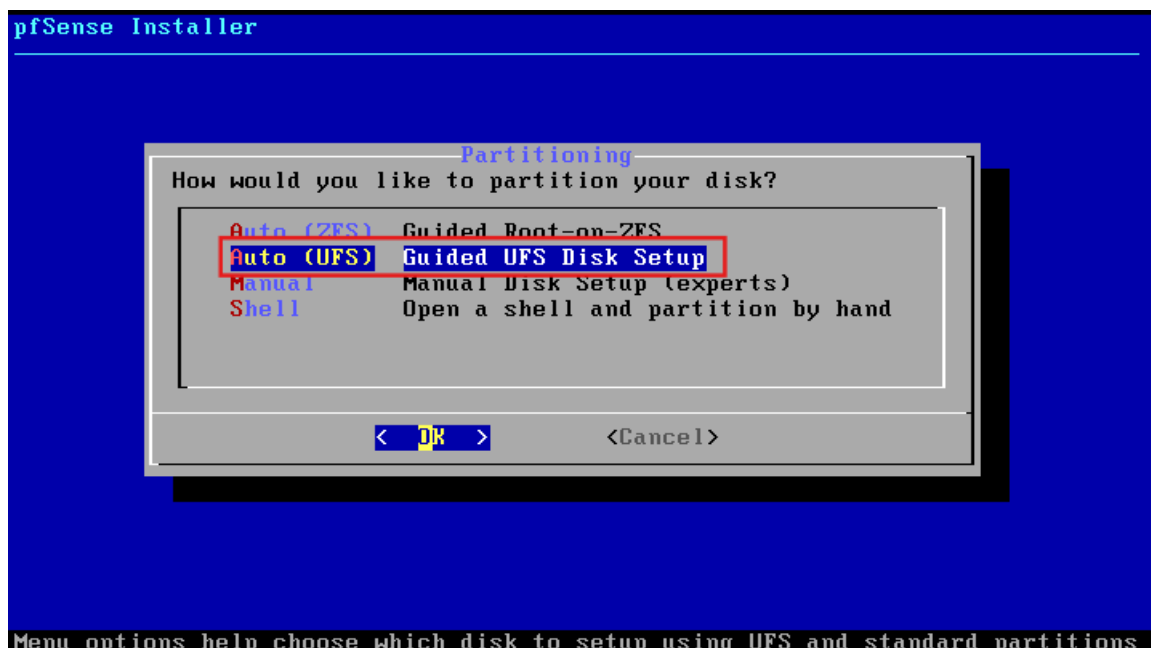 pfSense Installer
Partitioning
How would you like to partition your disk?
Auto (ZFS) Guided Root-on-ZFS
Auto (UFS) Guided UFS Disk Setup
Manual Manual Disk Setup (experts)
Shell Open a shell and partition by hand
< OK > <Cancel>
Menu options help choose which disk to setup using UFS and standard partitions